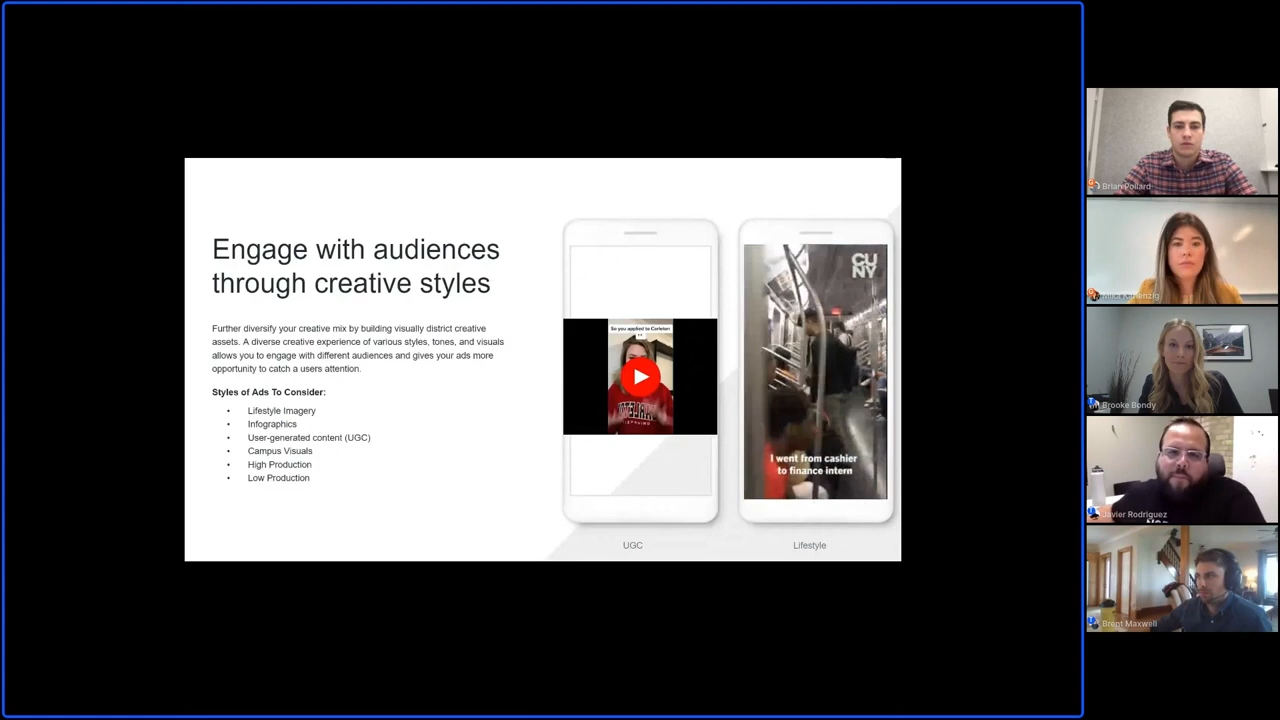 Engage with audiences
through creative styles
Further diversify your creative mix by building visually district creative
assets. A diverse creative experience of various styles, tones, and visuals
allows you to engage with different audiences and gives your ads more
opportunity to catch a users attention.
Styles of Ads To Consider:
• Lifestyle Imagery
• Infographics
• User-generated content (UGC)
• Campus Visuals
• High Production
• Low Production
So you applied to Carleton
UGC
CU
NY
I went from cashier
to finance intern
Lifestyle
Brian Pollard
Brooke Bondy
Javier Rodriguez
Brent Maxwell